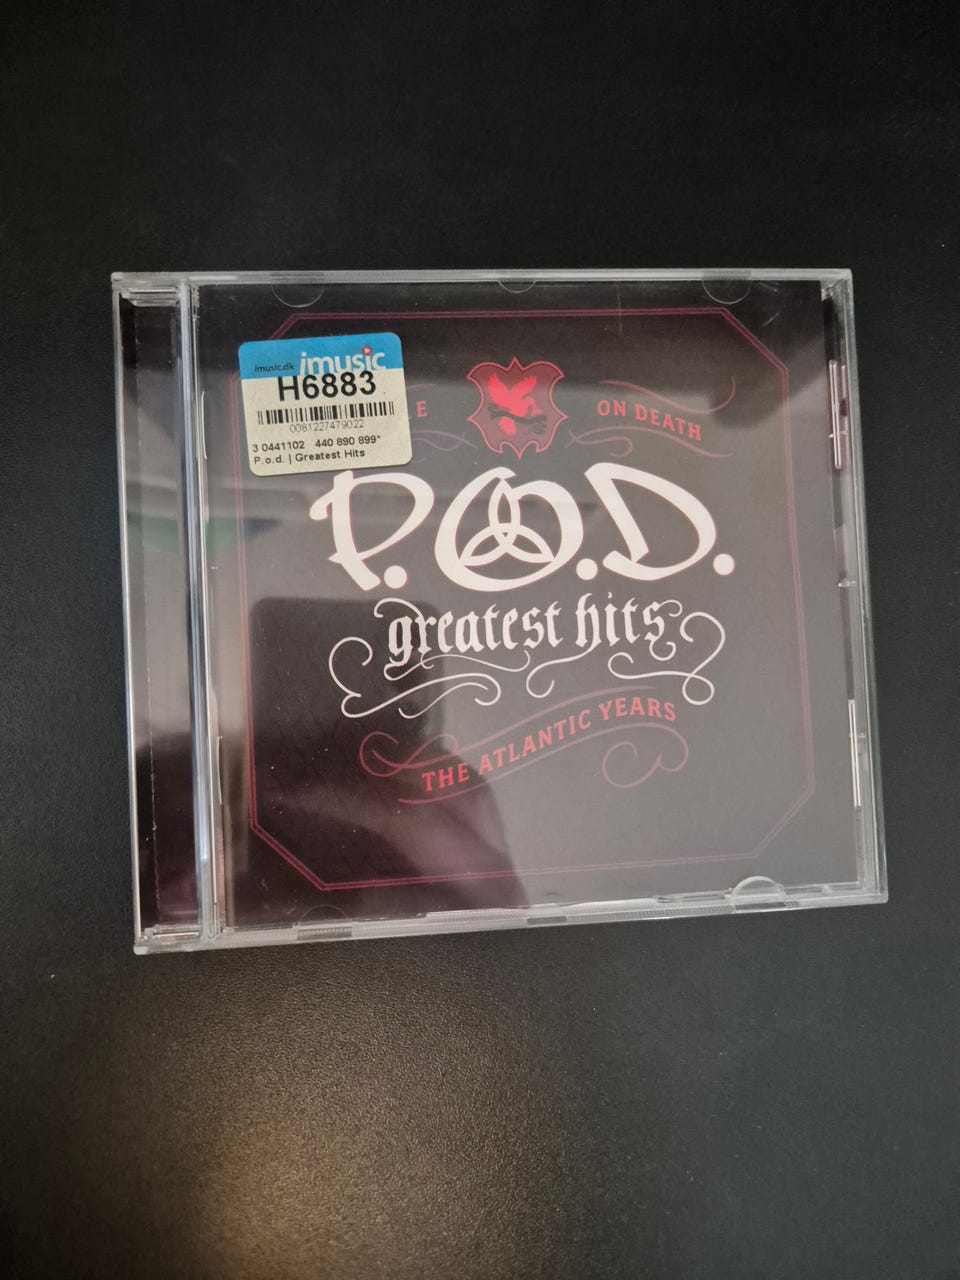 imusic.dk imusic
H6883
0081227479022
3 0441102 440 890 899*
P.o.d. | Greatest Hits
ON DEATH
P.O.D.
greatest hits
THE ATLANTIC YEARS